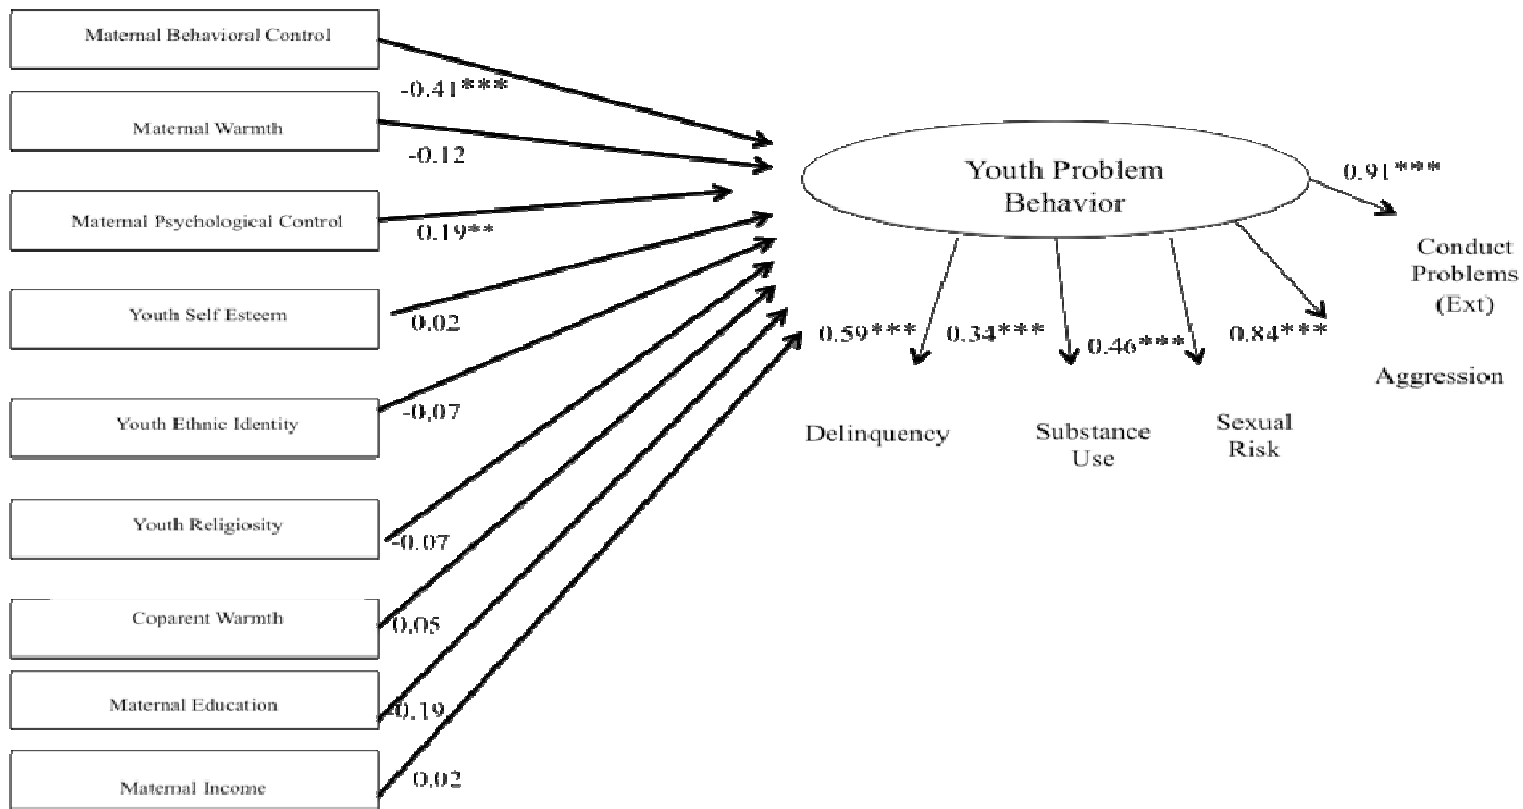 Maternal Behavioral Control
-0.41***
Maternal Warmth
-0.12
Maternal Psychological Control
0.19**
Youth Self Esteem
0.02
Youth Ethnic Identity
-0,07
Youth Religiosity
-0.07
Coparent Warmth
0,05
Maternal Education
-0.19
Maternal Income
0.02
Youth Problem
Behavior
0.91***
Conduct
Problems
(Ext)
0.59***
0.34***
0.46***
0.84***
Aggression
Delinquency
Substance
Use
Sexual
Risk